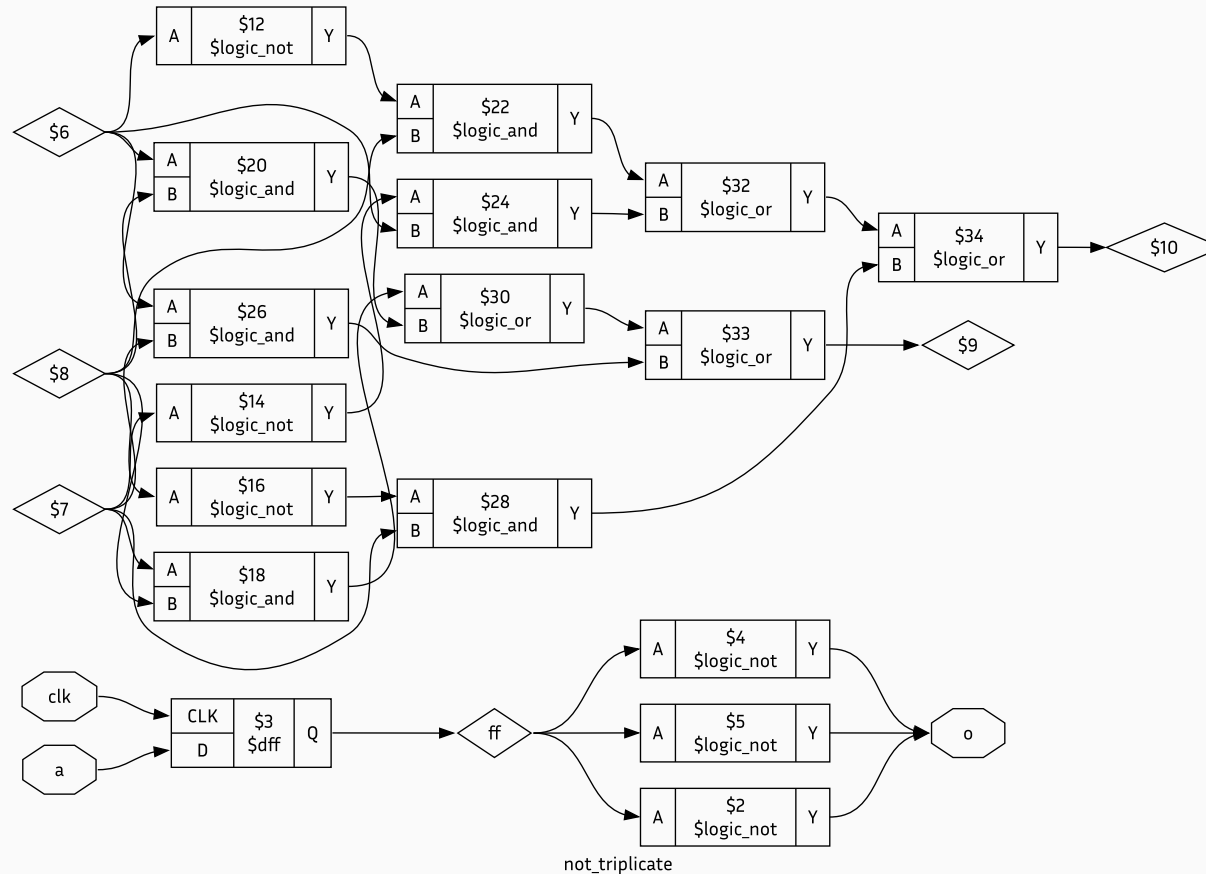 $12
A $logic_not Y
$6
A $22
B $logic_and Y
A $20
B $logic_and Y
A $32
B $logic_or Y
A $24
B $logic_and Y
A $34
B $logic_or Y
$10
A $26
B $logic_and Y
A $30
B $logic_or Y
A $33
B $logic_or Y
$9
$8
$14
A $logic_not Y
$16
A $logic_not Y
A $28
B $logic_and Y
$7
A $18
B $logic_and Y
$4
A $logic_not Y
clk
CLK $3
D $dff Q
ff
$5
A $logic_not Y
o
a
$2
A $logic_not Y
not_triplicate